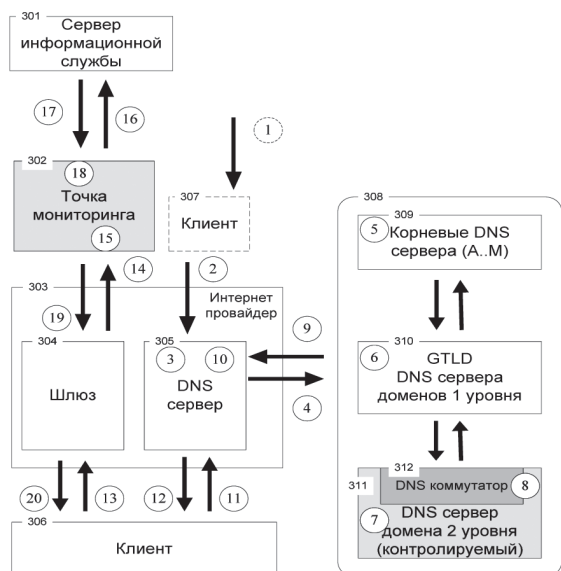 301
Сервер
информационной
службы
17
16
1
302
18
Точка
мониторинга
15
307
Клиент
14
2
303
Интернет
провайдер
19
304
Шлюз
305
3
10
DNS
сервер
9
4
20
13
12
11
306
Клиент
308
309
5
Корневые DNS
сервера (А..М)
310
6
GTLD
DNS сервера
доменов 1 уровня
311
312
DNS коммутатор
8
7
DNS сервер
домена 2 уровня
(контролируемый)